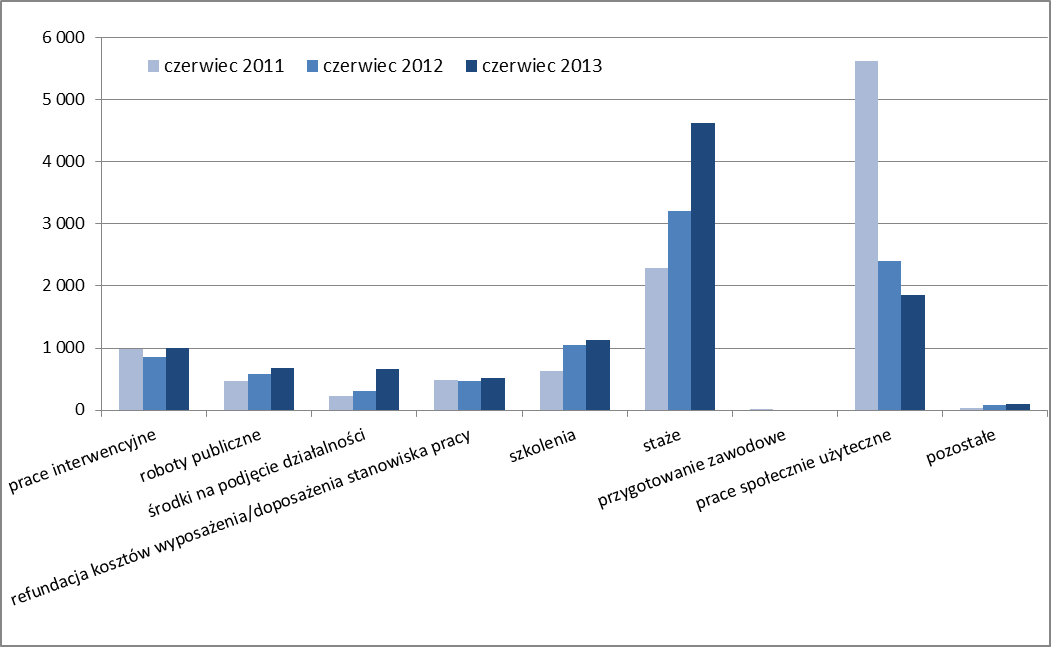 6 000
czerwiec 2011 czerwiec 2012 czerwiec 2013
5 000
4 000
3 000
2 000
1 000
0
prace interwencyjne
roboty publiczne
środki na podjęcie działalności
refundacja kosztów wyposażenia/doposażenia stanowiska pracy
szkolenia
staże
przygotowanie zawodowe
prace społecznie użyteczne
pozostałe